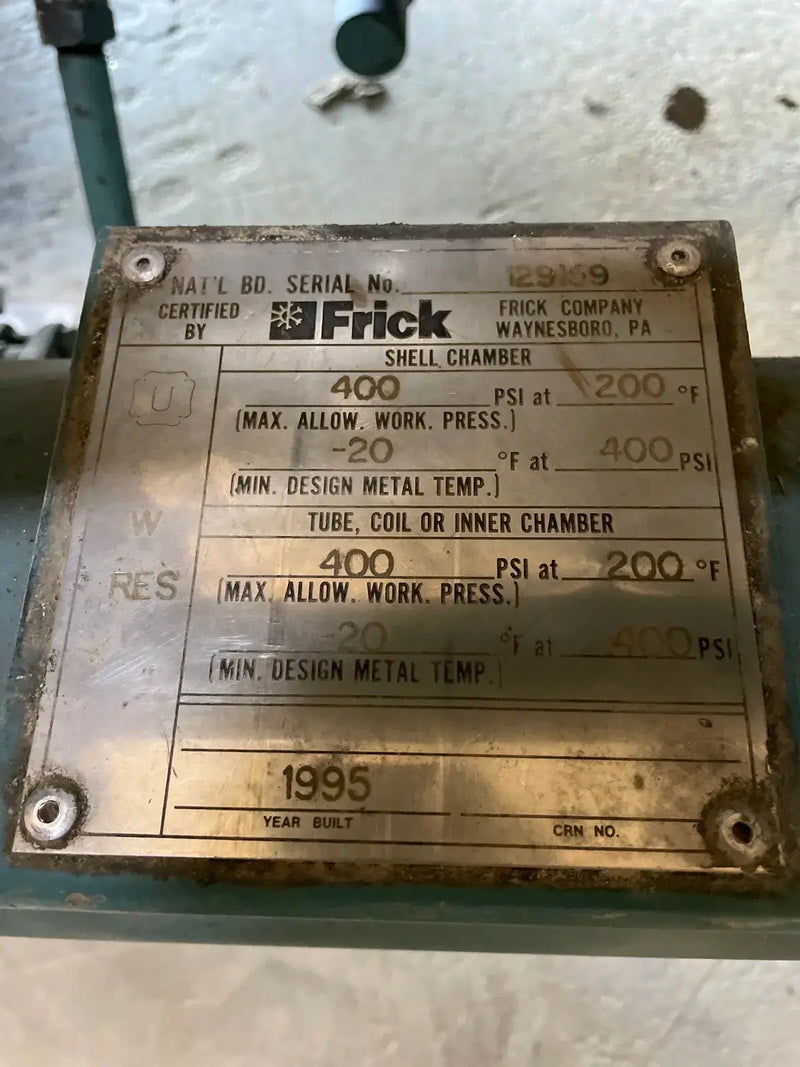 NAT'L BD. SERIAL No. 129169
CERTIFIED BY
Frick
FRICK COMPANY
WAYNESBORO, PA
SHELL CHAMBER
U
400 PSI at 200 °F
(MAX. ALLOW. WORK. PRESS.)
-20 °F at 400 PSI
(MIN. DESIGN METAL TEMP.)
W
TUBE, COIL OR INNER CHAMBER
RES
400 PSI at 200 °F
(MAX. ALLOW. WORK. PRESS.)
-20 °F at 400 PSI
(MIN. DESIGN METAL TEMP.)
1995
YEAR BUILT
CRN NO.